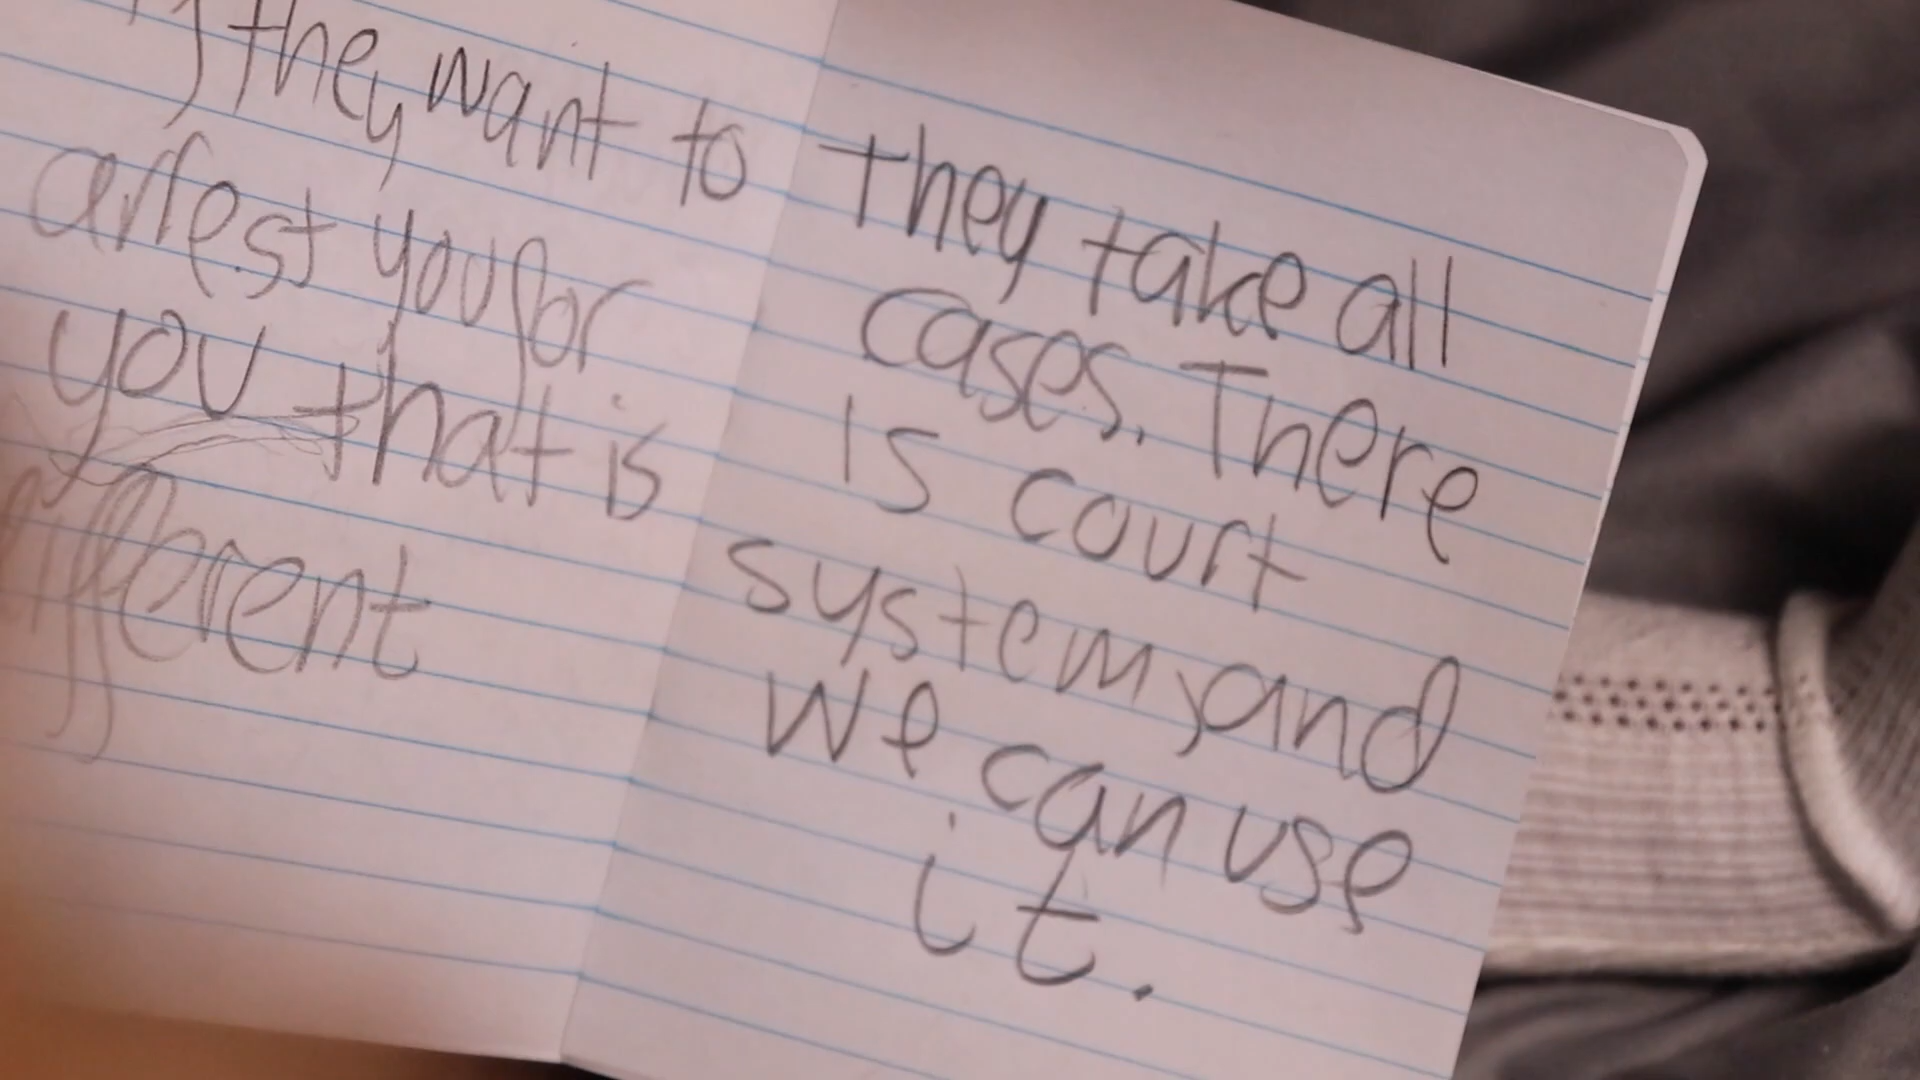 if they want to
arrest you for
you that is
different
They take all
cases. There
is court
system, and
we can use
it.